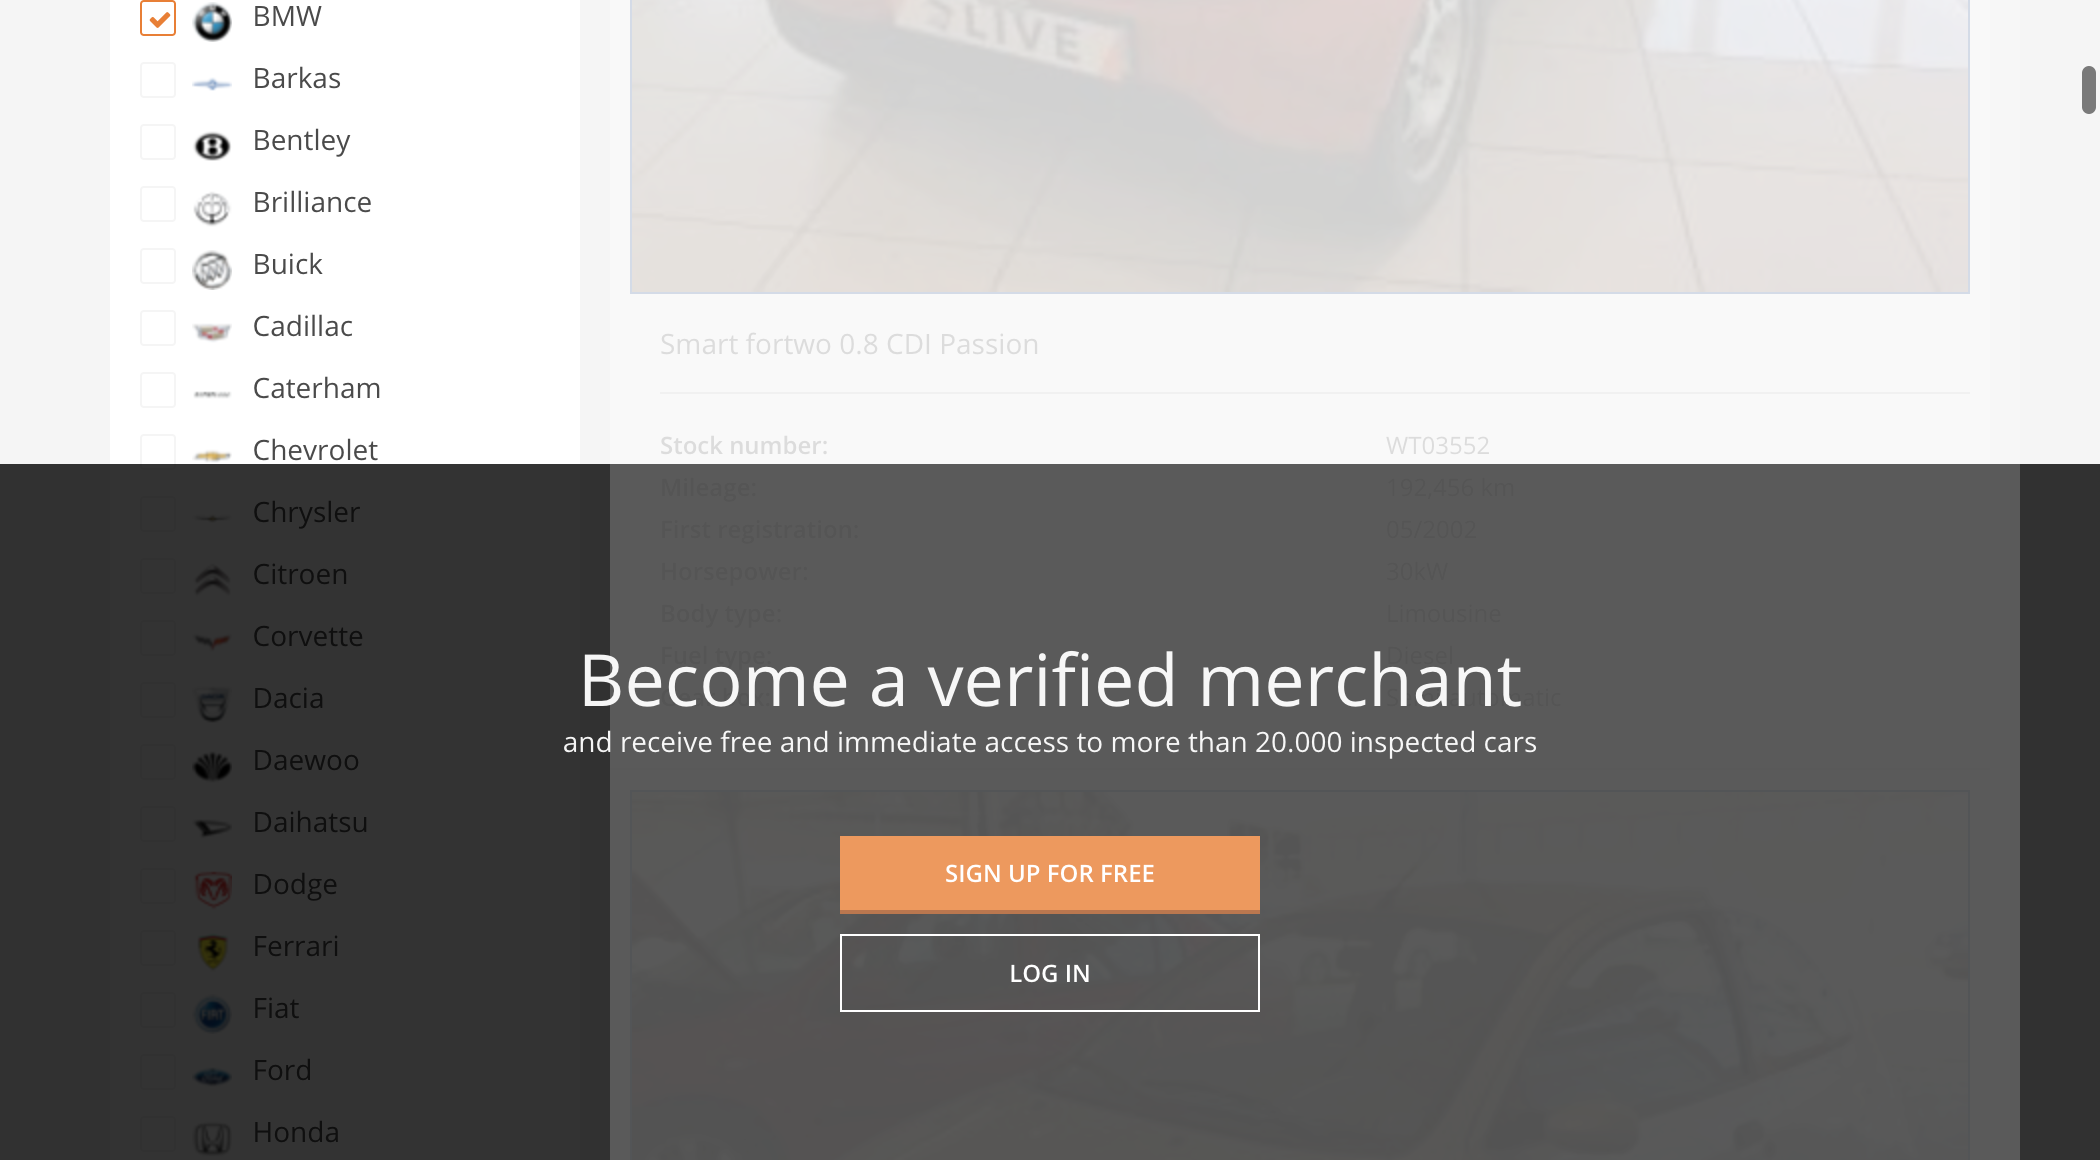 BMW
Barkas
Bentley
Brilliance
Buick
Cadillac
Caterham
Chevrolet
Chrysler
Citroen
Corvette
Dacia
Daewoo
Daihatsu
Dodge
Ferrari
Fiat
Ford
Honda
LIVE
Smart fortwo 0.8 CDI Passion
Stock number: WT03552
Mileage: 192,456 km
First registration: 05/2002
Horsepower: 30kW
Body type: Limousine
Fuel type: Diesel
Become a verified merchant
and receive free and immediate access to more than 20.000 inspected cars
SIGN UP FOR FREE
LOG IN